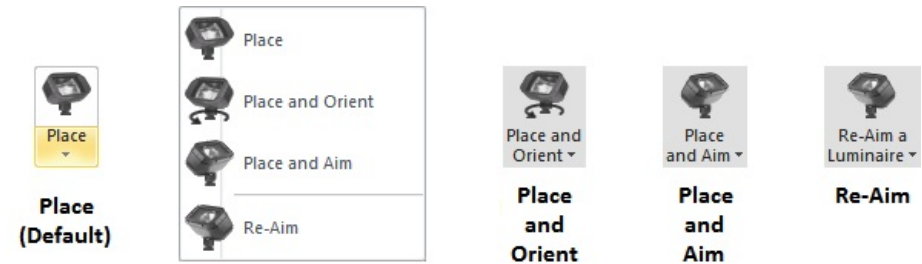 Place
Place
(Default)
Place
Place and Orient
Place and Aim
Re-Aim
Place and
Orient
Place
and
Orient
Place
and Aim
Place
and
Aim
Re-Aim a
Luminaire
Re-Aim